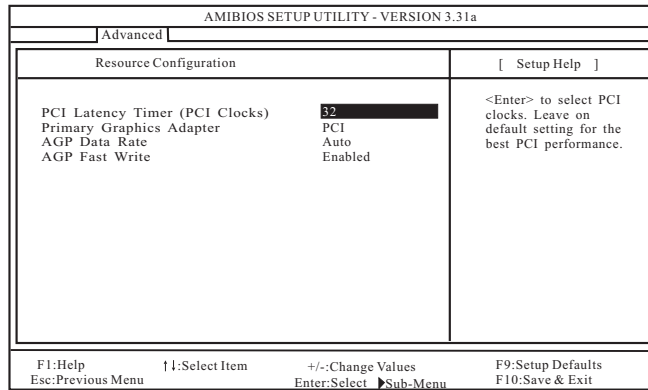 AMIBIOS SETUP UTILITY - VERSION 3.31a
Advanced
Resource Configuration
[ Setup Help ]
PCI Latency Timer (PCI Clocks) 32
Primary Graphics Adapter PCI
AGP Data Rate Auto
AGP Fast Write Enabled
<Enter> to select PCI
clocks. Leave on
default setting for the
best PCI performance.
F1:Help ↑↓:Select Item +/-:Change Values F9:Setup Defaults
Esc:Previous Menu Enter:Select ▶Sub-Menu F10:Save & Exit